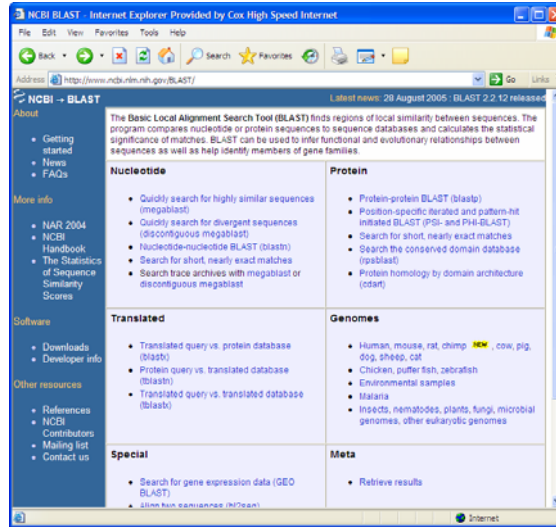 NCBI BLAST - Internet Explorer Provided by Cox High Speed Internet
File Edit View Favorites Tools Help
Back Search Favorites
Address http://www.ncbi.nlm.nih.gov/BLAST/ Go Links
NCBI → BLAST Latest news: 28 August 2005 : BLAST 2.2.12 released
About
Getting
started
News
FAQs
More info
NAR 2004
NCBI
Handbook
The Statistics
of Sequence
Similarity
Scores
Software
Downloads
Developer info
Other resources
References
NCBI
Contributors
Mailing list
Contact us
The Basic Local Alignment Search Tool (BLAST) finds regions of local similarity between sequences. The
program compares nucleotide or protein sequences to sequence databases and calculates the statistical
significance of matches. BLAST can be used to infer functional and evolutionary relationships between
sequences as well as help identify members of gene families.
Nucleotide
Quickly search for highly similar sequences
(megablast)
Quickly search for divergent sequences
(discontiguous megablast)
Nucleotide-nucleotide BLAST (blastn)
Search for short, nearly exact matches
Search trace archives with megablast or
discontiguous megablast
Protein
Protein-protein BLAST (blastp)
Position-specific iterated and pattern-hit
initiated BLAST (PSI- and PHI-BLAST)
Search for short, nearly exact matches
Search the conserved domain database
(rpsblast)
Protein homology by domain architecture
(cdart)
Translated
Translated query vs. protein database
(blastx)
Protein query vs. translated database
(tblastn)
Translated query vs. translated database
(tblastx)
Genomes
Human, mouse, rat, chimp NEW , cow, pig,
dog, sheep, cat
Chicken, puffer fish, zebrafish
Environmental samples
Malaria
Insects, nematodes, plants, fungi, microbial
genomes, other eukaryotic genomes
Special
Search for gene expression data (GEO
BLAST)
Align two sequences (bl2seq)
Meta
Retrieve results
Internet